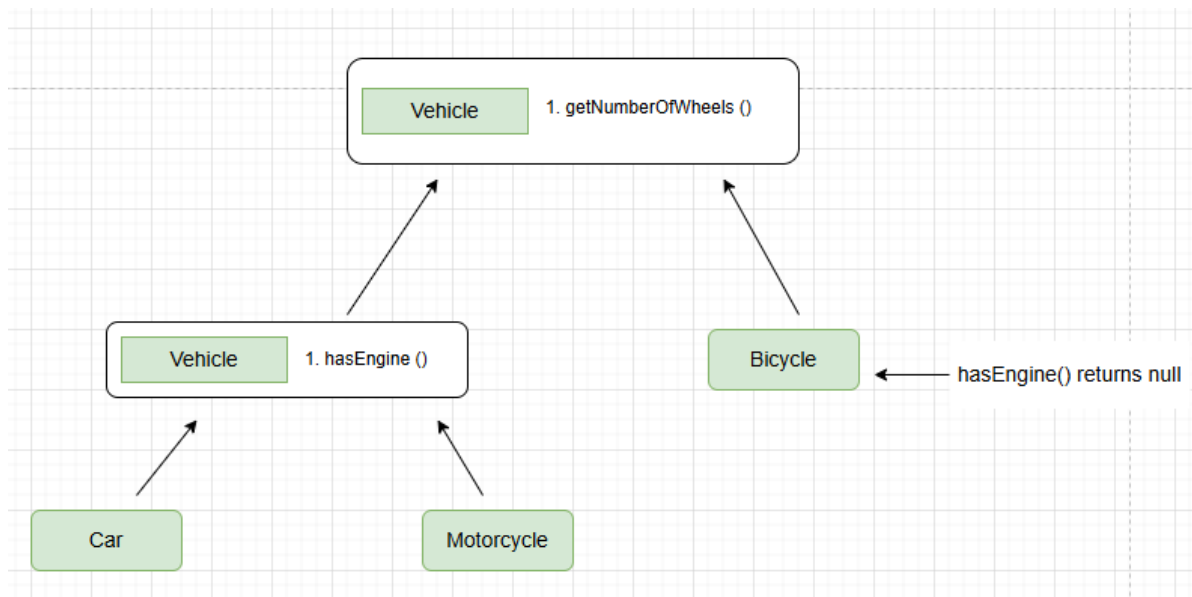 Vehicle
1. getNumberOfWheels ()
Vehicle
1. hasEngine ()
Bicycle
hasEngine() returns null
Car
Motorcycle